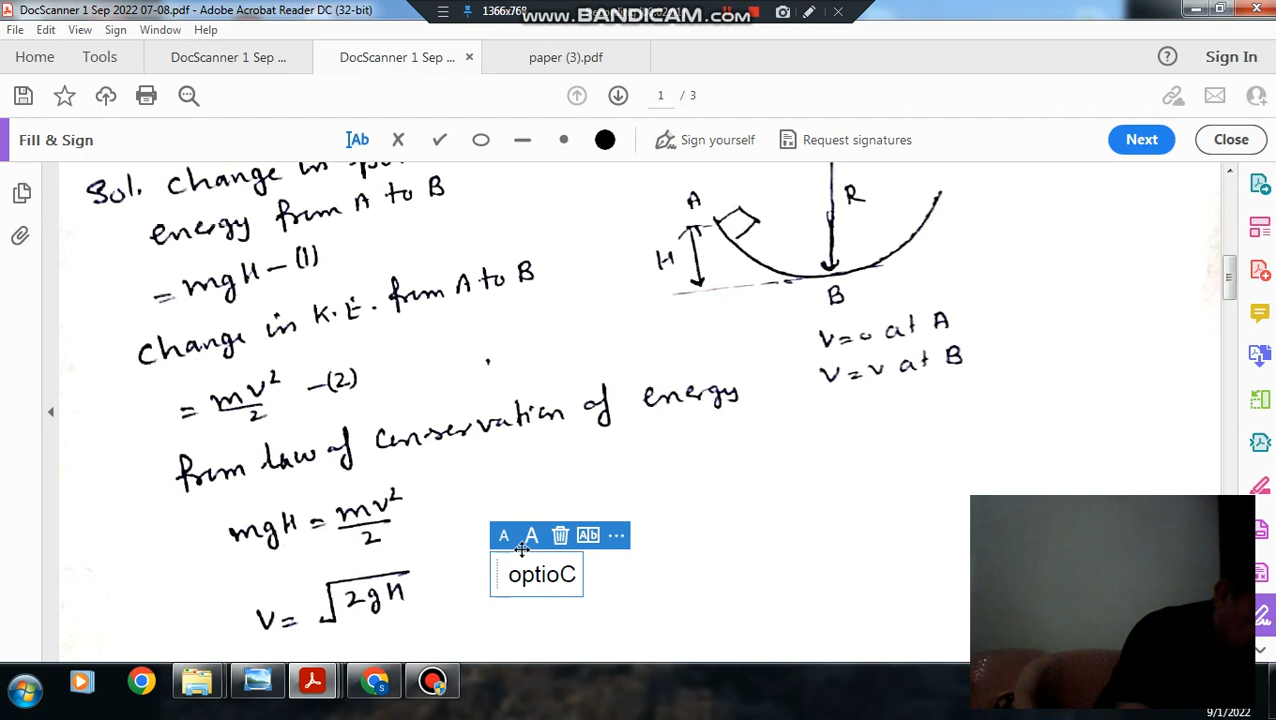 DocScanner 1 Sep 2022 07-08.pdf - Adobe Acrobat Reader DC (32-bit)
1366x768
www.BANDICAM.com
File Edit View Sign Window Help
Home Tools DocScanner 1 Sep ... DocScanner 1 Sep ... × paper (3).pdf Sign In
1 / 3
Fill & Sign Ab Sign yourself Request signatures Next Close
Sol. Change in
energy from A to B
= mgH - (1)
Change in K.E. from A to B
= mv²/2 - (2)
from law of conservation of energy
mgH = mv²/2
V = √2gH
A
R
H
B
v=0 at A
v=v at B
A A Ab ...
optioC
9/1/2022